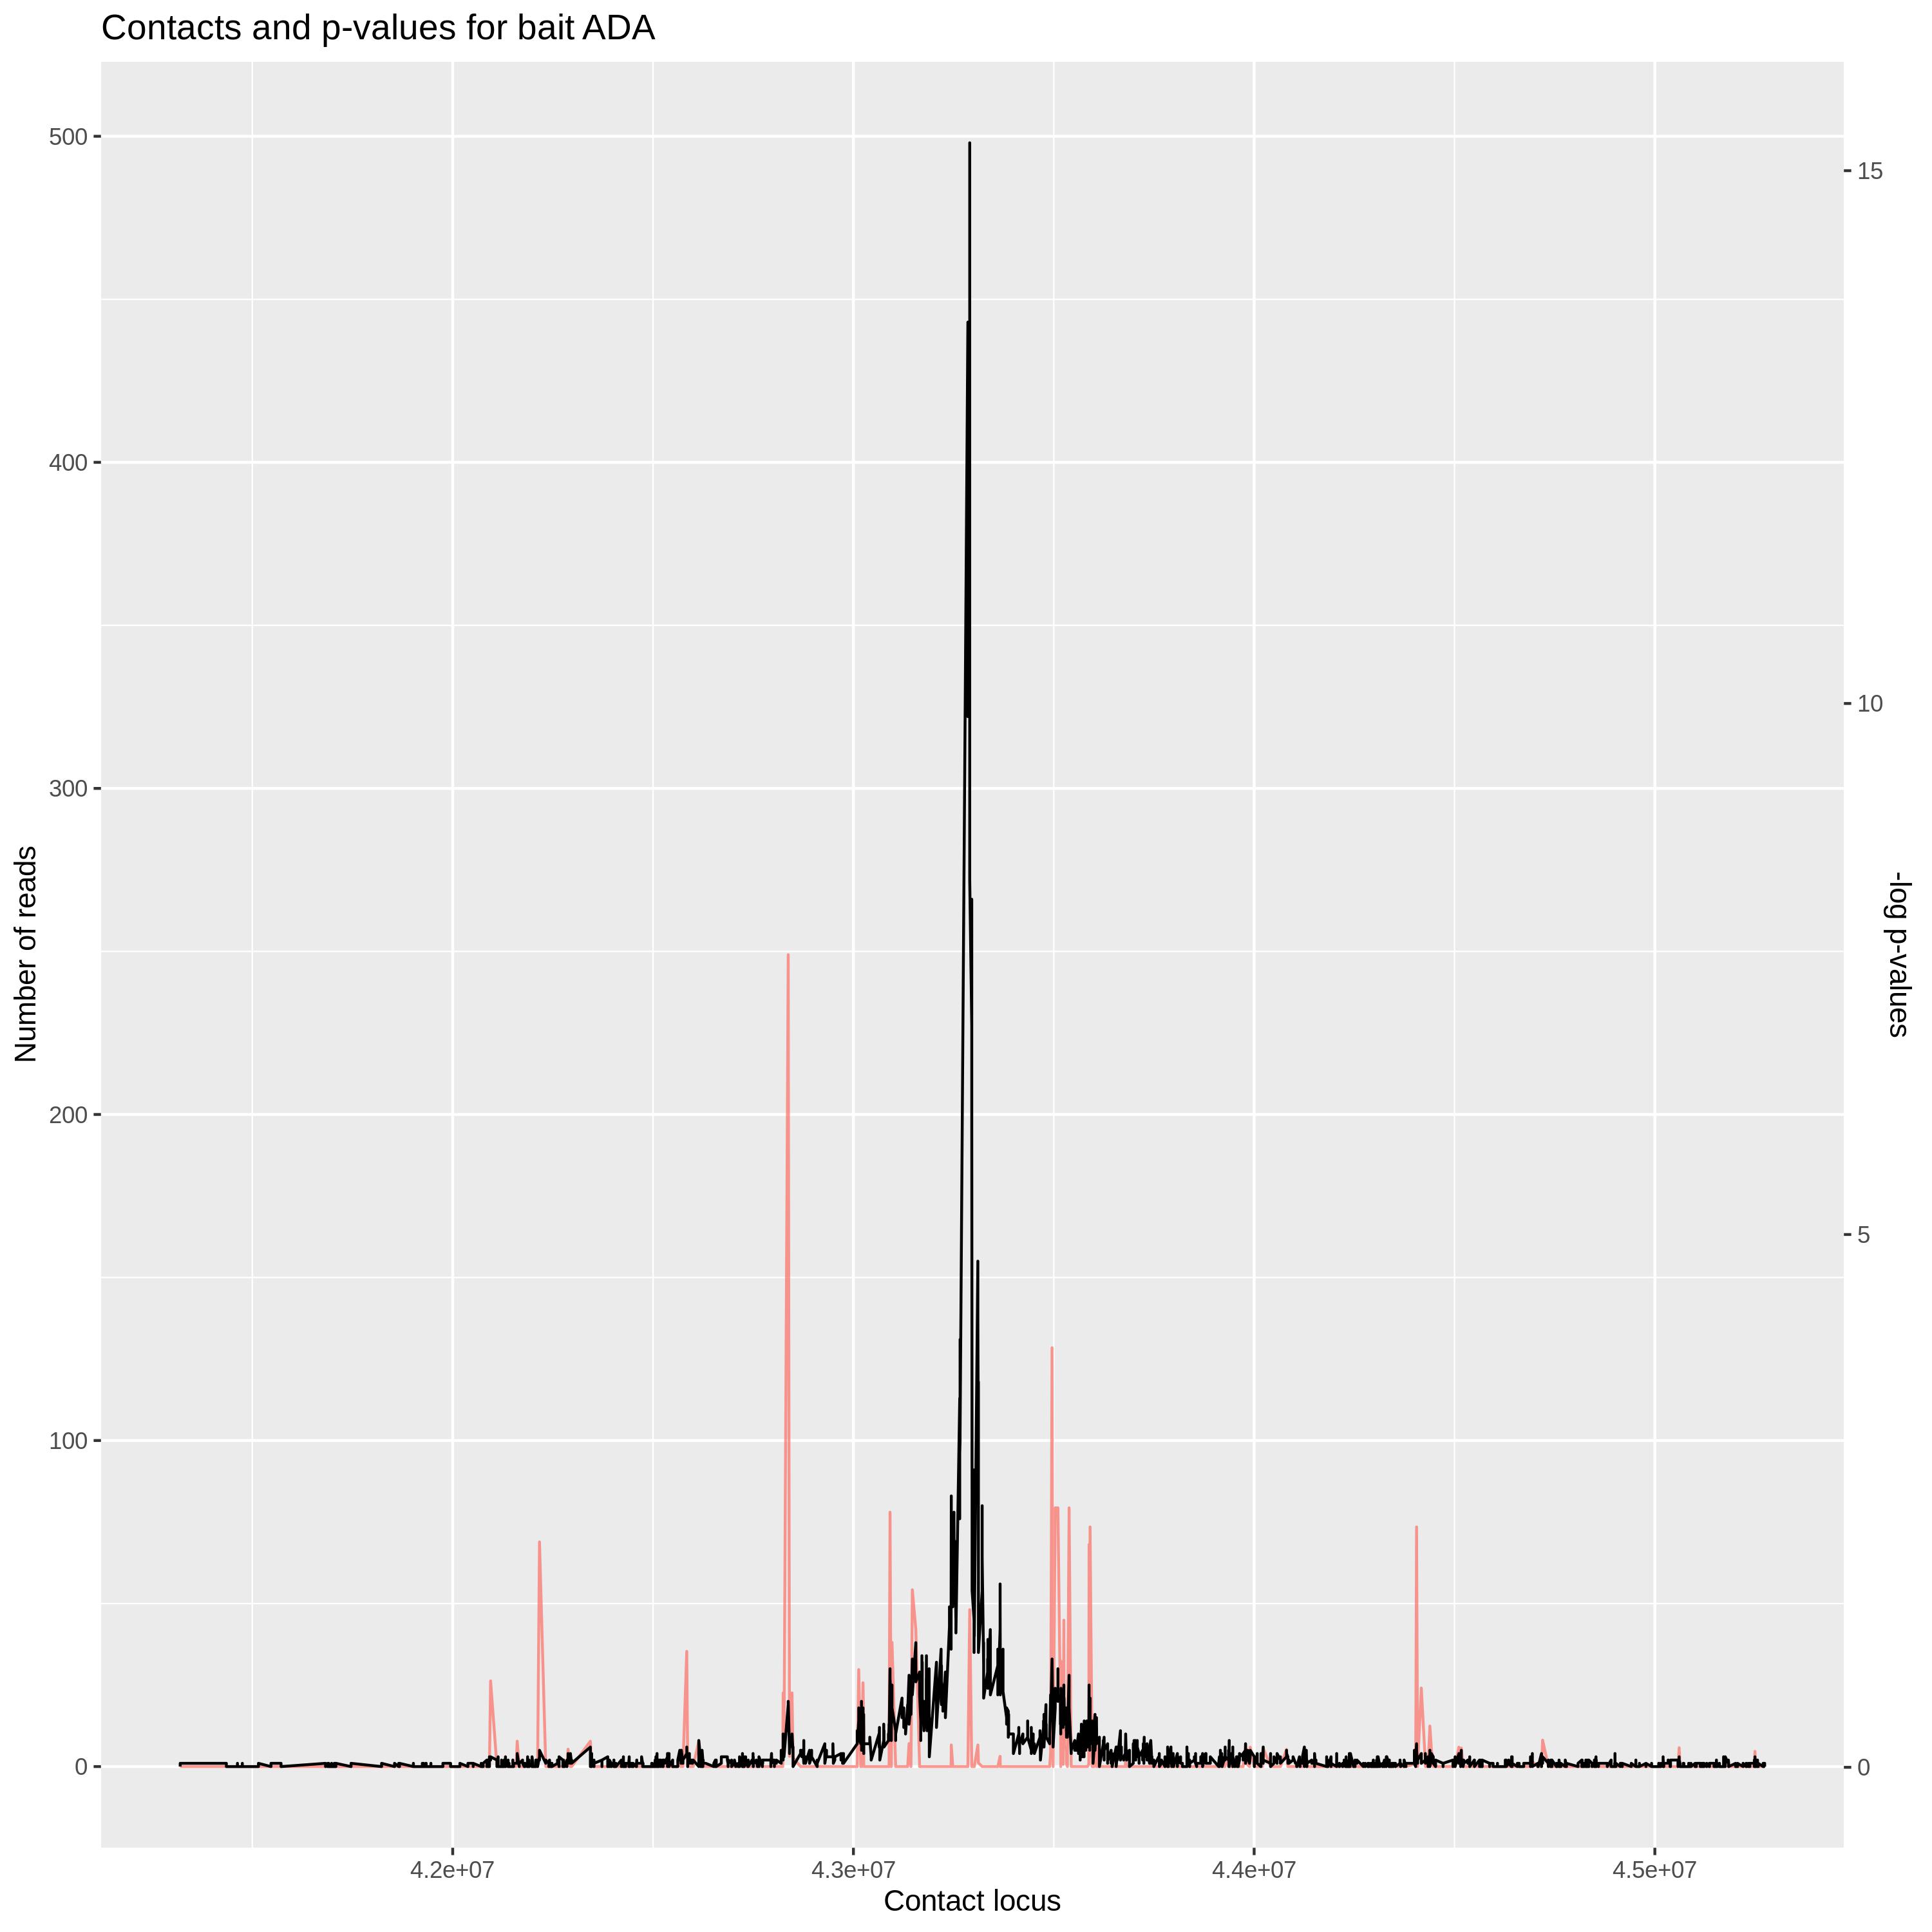 Contacts and p-values for bait ADA
500
400
300
200
100
0
Number of reads
15
10
5
0
-log p-values
4.2e+07
4.3e+07
4.4e+07
4.5e+07
Contact locus